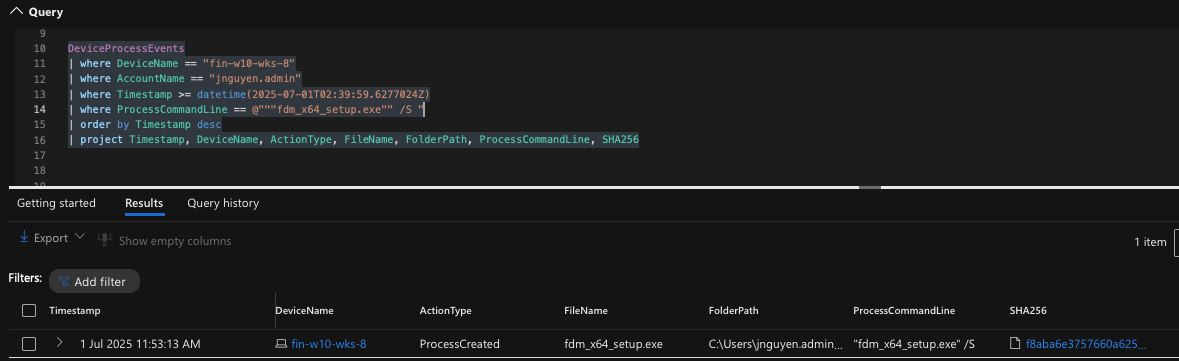 Query
9
10 DeviceProcessEvents
11 | where DeviceName == "fin-w10-wks-8"
12 | where AccountName == "jnguyen.admin"
13 | where Timestamp >= datetime(2025-07-01T02:39:59.6277024Z)
14 | where ProcessCommandLine == @"""fdm_x64_setup.exe"" /S "
15 | order by Timestamp desc
16 | project Timestamp, DeviceName, ActionType, FileName, FolderPath, ProcessCommandLine, SHA256
17
18
Getting started Results Query history
Export Show empty columns 1 item
Filters: Add filter
Timestamp DeviceName ActionType FileName FolderPath ProcessCommandLine SHA256
1 Jul 2025 11:53:13 AM fin-w10-wks-8 ProcessCreated fdm_x64_setup.exe C:\Users\jnguyen.admin... "fdm_x64_setup.exe" /S f8aba6e3757660a625...